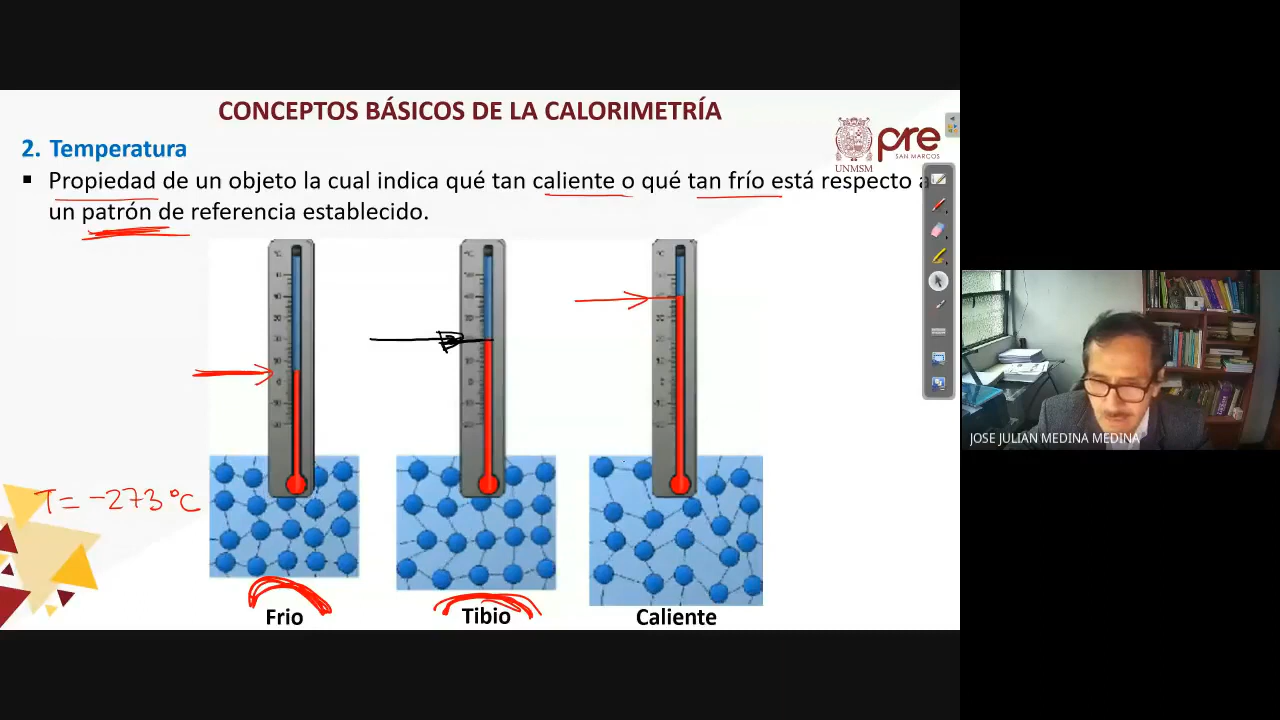 CONCEPTOS BÁSICOS DE LA CALORIMETRÍA
2. Temperatura
▪ Propiedad de un objeto la cual indica qué tan caliente o qué tan frío está respecto a
un patrón de referencia establecido.
UNMSM
pre
SAN MARCOS
°C
°C
°C
T = -273 °C
Frio
Tibio
Caliente
JOSE JULIAN MEDINA MEDINA